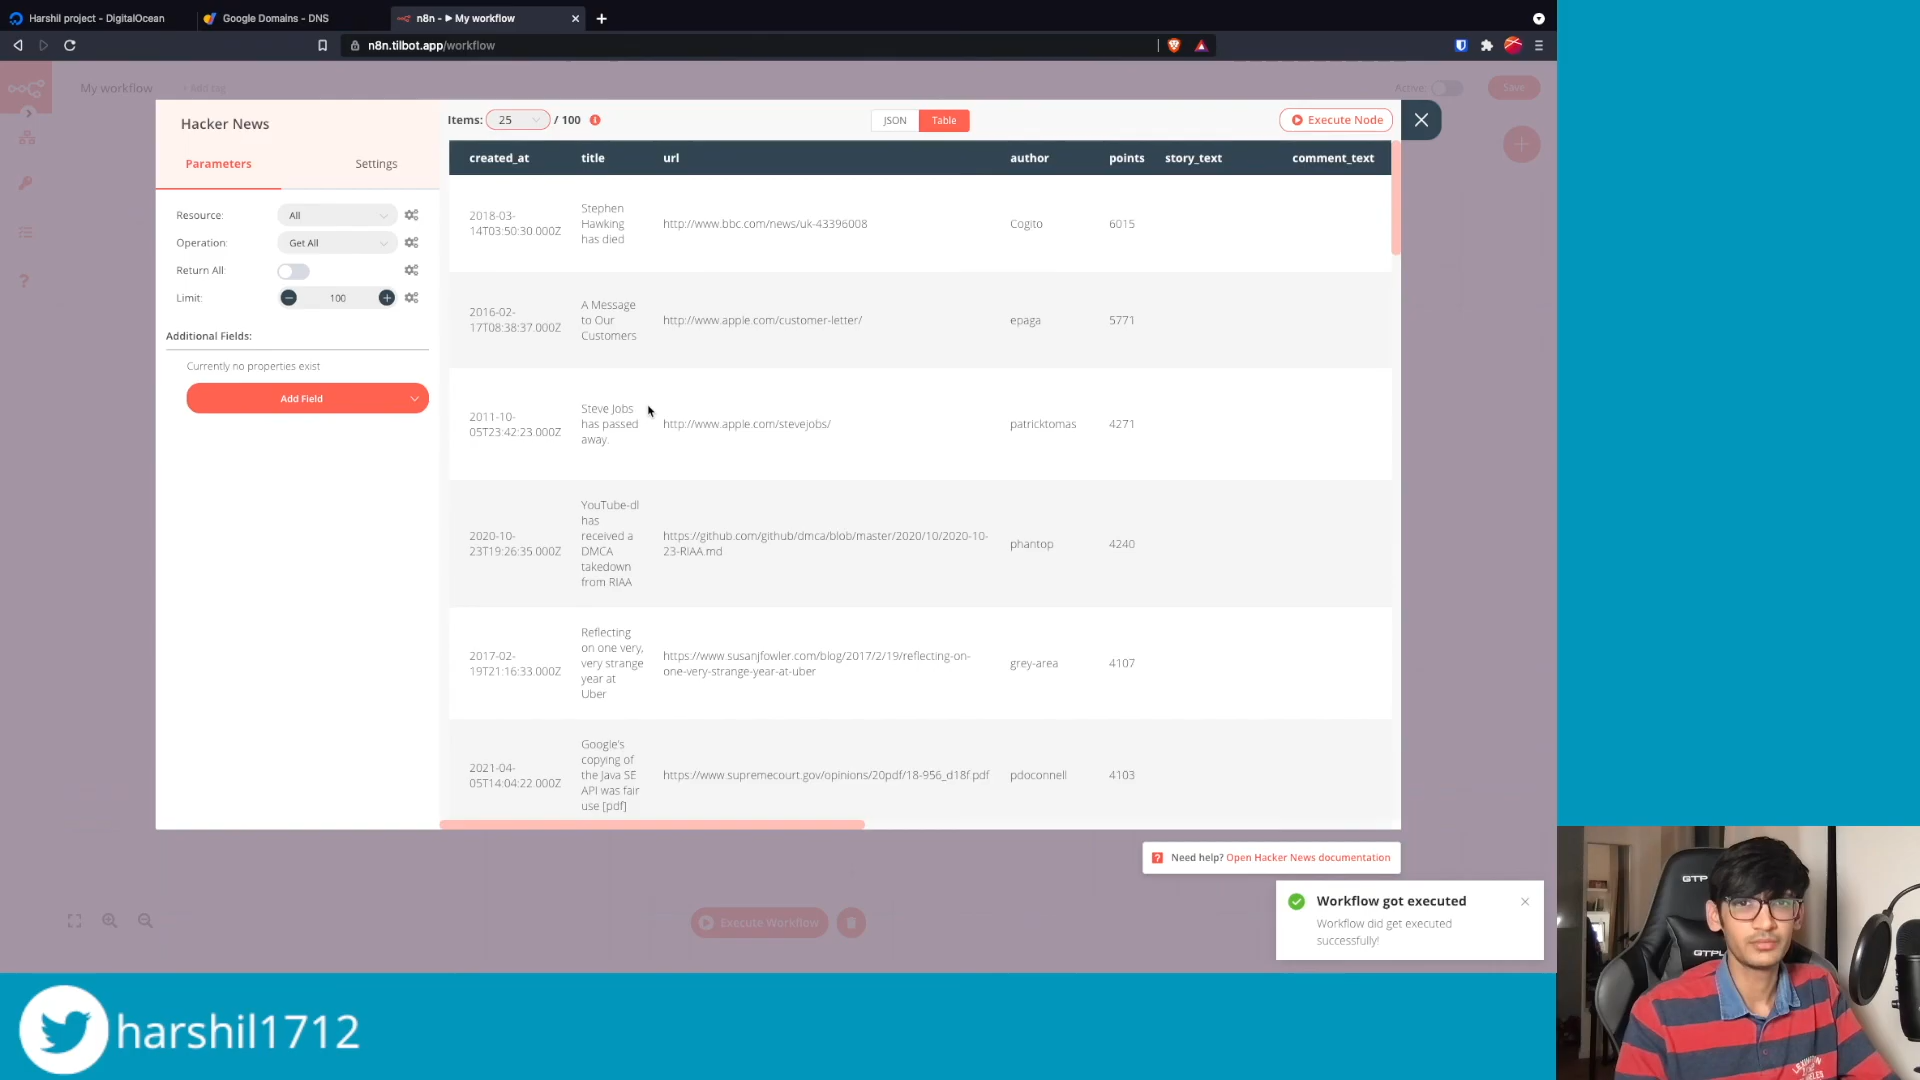 Harshil project - DigitalOcean
Google Domains - DNS
n8n - ▶ My workflow
n8n.tilbot.app/workflow
My workflow
+ Add tag
Active:
Save
Hacker News
Parameters
Settings
Resource:
All
Operation:
Get All
Return All:
Limit:
100
Additional Fields:
Currently no properties exist
Add Field
Items:
25
/ 100
JSON
Table
Execute Node
created_at
title
url
author
points
story_text
comment_text
2018-03-
14T03:50:30.000Z
Stephen
Hawking
has died
http://www.bbc.com/news/uk-43396008
Cogito
6015
2016-02-
17T08:38:37.000Z
A Message
to Our
Customers
http://www.apple.com/customer-letter/
epaga
5771
2011-10-
05T23:42:23.000Z
Steve Jobs
has passed
away.
http://www.apple.com/stevejobs/
patricktomas
4271
2020-10-
23T19:26:35.000Z
YouTube-dl
has
received a
DMCA
takedown
from RIAA
https://github.com/github/dmca/blob/master/2020/10/2020-10-
23-RIAA.md
phantop
4240
2017-02-
19T21:16:33.000Z
Reflecting
on one very,
very strange
year at
Uber
https://www.susanjfowler.com/blog/2017/2/19/reflecting-on-
one-very-strange-year-at-uber
grey-area
4107
2021-04-
05T14:04:22.000Z
Google's
copying of
the Java SE
API was fair
use [pdf]
https://www.supremecourt.gov/opinions/20pdf/18-956_d18f.pdf
pdoconnell
4103
Need help? Open Hacker News documentation
Execute Workflow
Workflow got executed
Workflow did get executed
successfully!
GTP
GTPL
harshil1712